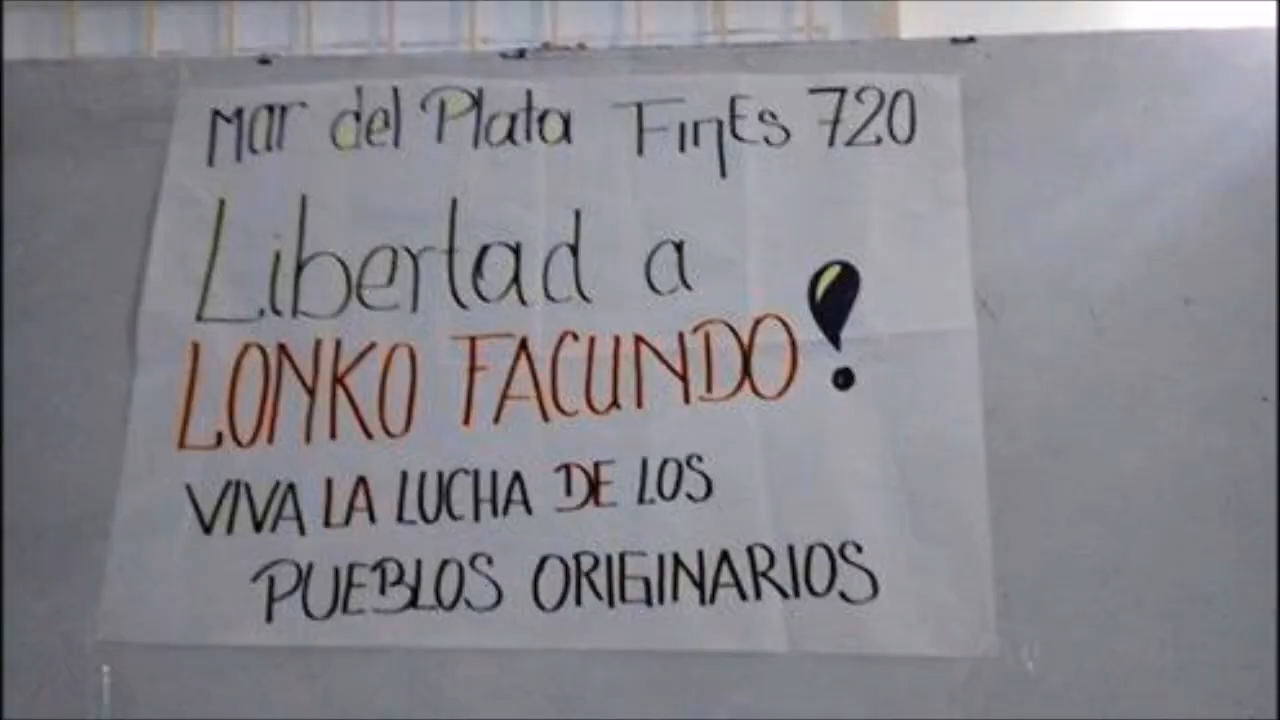 Mar del Plata FinEs 720
Libertad a
LONKO FACUNDO!
VIVA LA LUCHA DE LOS
PUEBLOS ORIGINARIOS